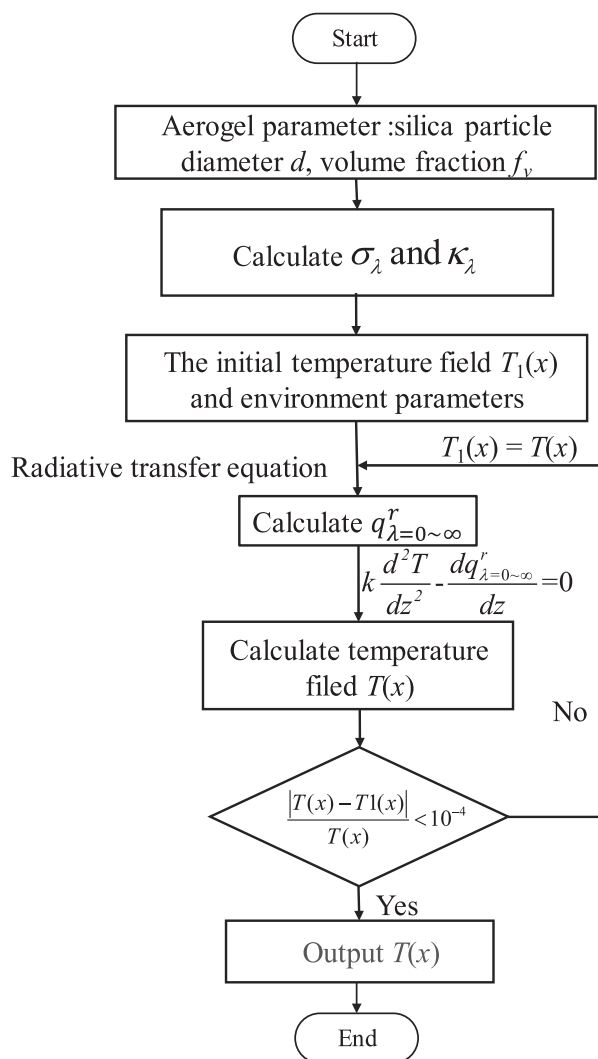 Start
Aerogel parameter :silica particle
diameter d, volume fraction f_v
Calculate σ_λ and κ_λ
The initial temperature field T_1(x)
and environment parameters
T_1(x) = T(x)
Radiative transfer equation
Calculate q^r_{λ=0~∞}
k d^2T/dz^2 - dq^r_{λ=0~∞}/dz =0
Calculate temperature
filed T(x)
No
|T(x) − T1(x)| / T(x) < 10^{−4}
Yes
Output T(x)
End